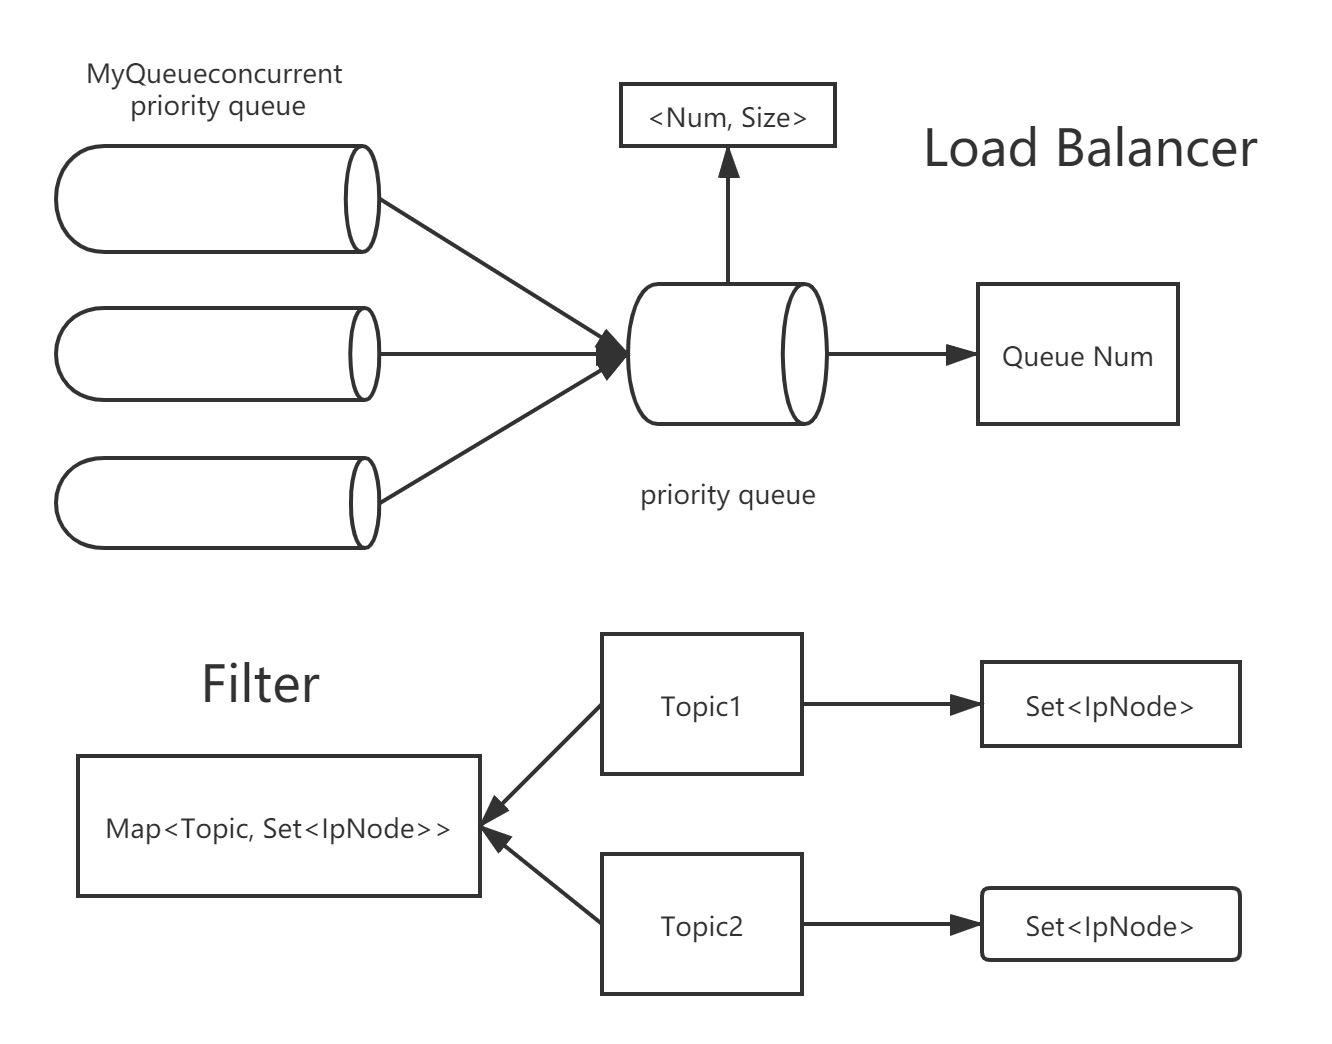 MyQueueconcurrent
priority queue
<Num, Size>
Load Balancer
Queue Num
priority queue
Filter
Topic1
Set<IpNode>
Map<Topic, Set<IpNode>>
Topic2
Set<IpNode>